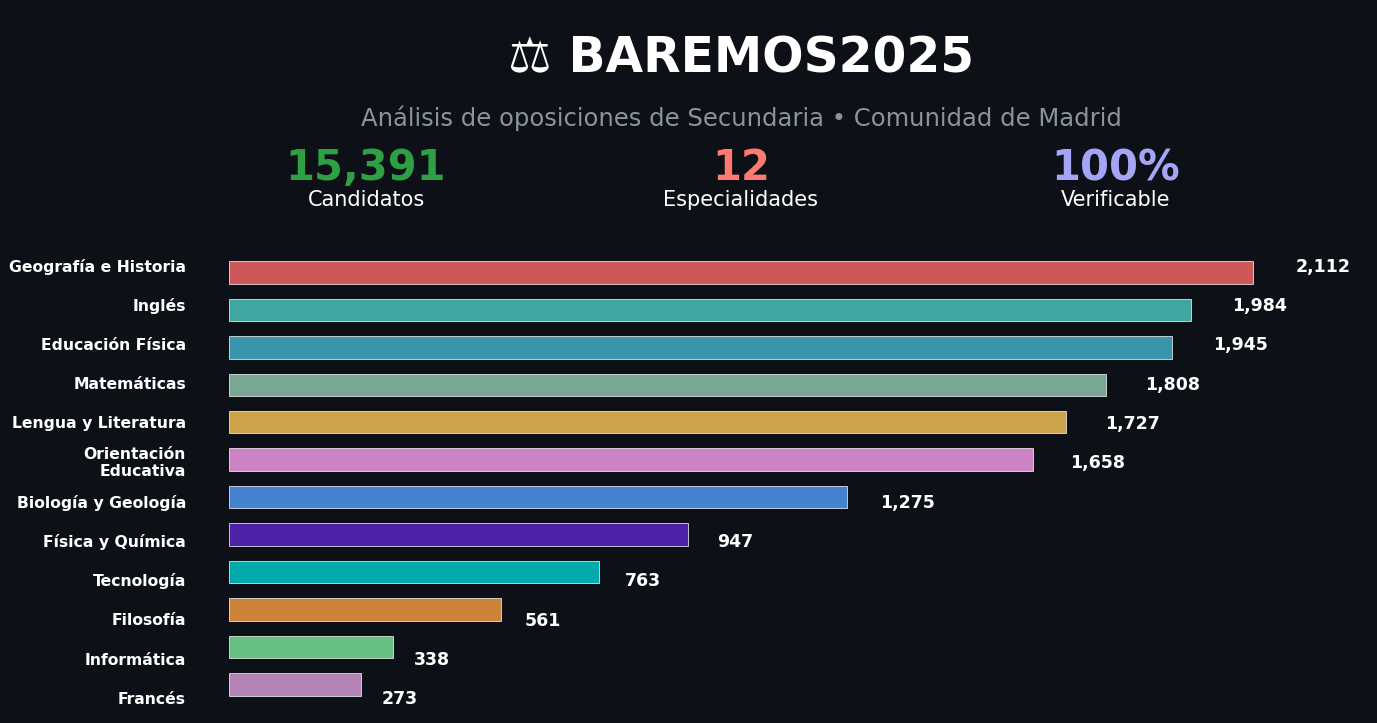 ⚖ BAREMOS2025
Análisis de oposiciones de Secundaria • Comunidad de Madrid
15,391 12 100%
Candidatos Especialidades Verificable
Geografía e Historia 2,112
Inglés 1,984
Educación Física 1,945
Matemáticas 1,808
Lengua y Literatura 1,727
Orientación
Educativa 1,658
Biología y Geología 1,275
Física y Química 947
Tecnología 763
Filosofía 561
Informática 338
Francés 273